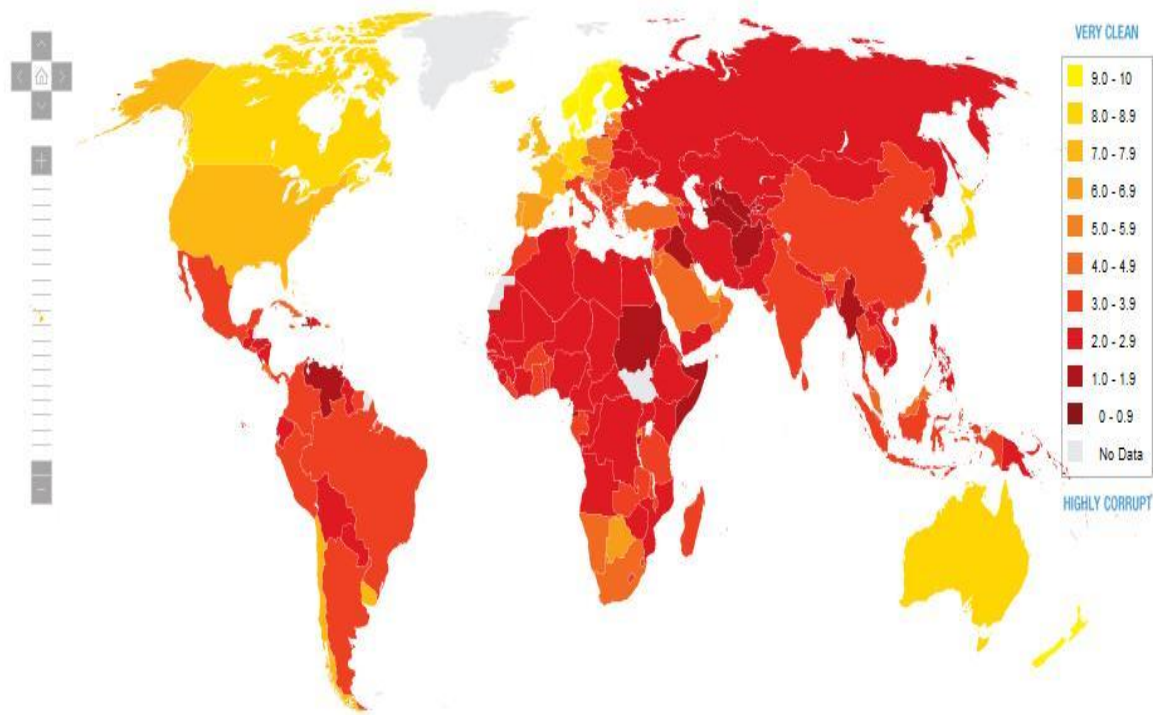 VERY CLEAN
9.0 - 10
8.0 - 8.9
7.0 - 7.9
6.0 - 6.9
5.0 - 5.9
4.0 - 4.9
3.0 - 3.9
2.0 - 2.9
1.0 - 1.9
0 - 0.9
No Data
HIGHLY CORRUPT